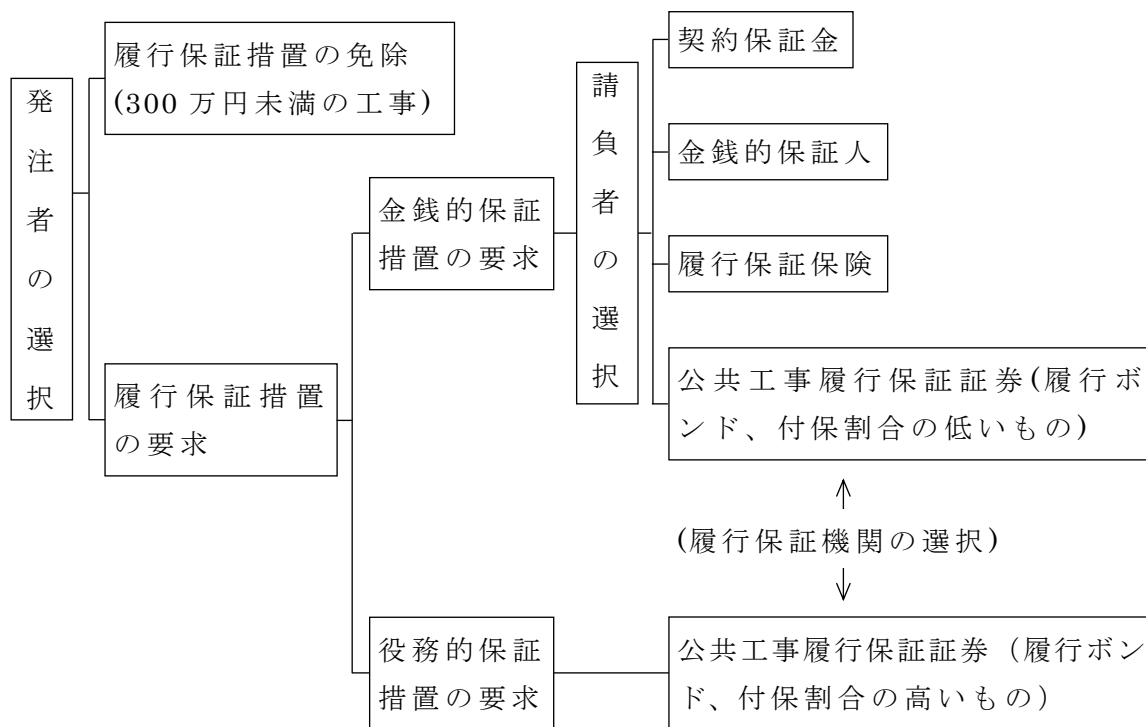 発注者の選択
履行保証措置の免除
(300 万円未満の工事)
履行保証措置
の要求
金銭的保証
措置の要求
役務的保証
措置の要求
請負者の選択
契約保証金
金銭的保証人
履行保証保険
公共工事履行保証証券(履行ボ
ンド、付保割合の低いもの)
(履行保証機関の選択)
公共工事履行保証証券（履行ボン
ド、付保割合の高いもの）